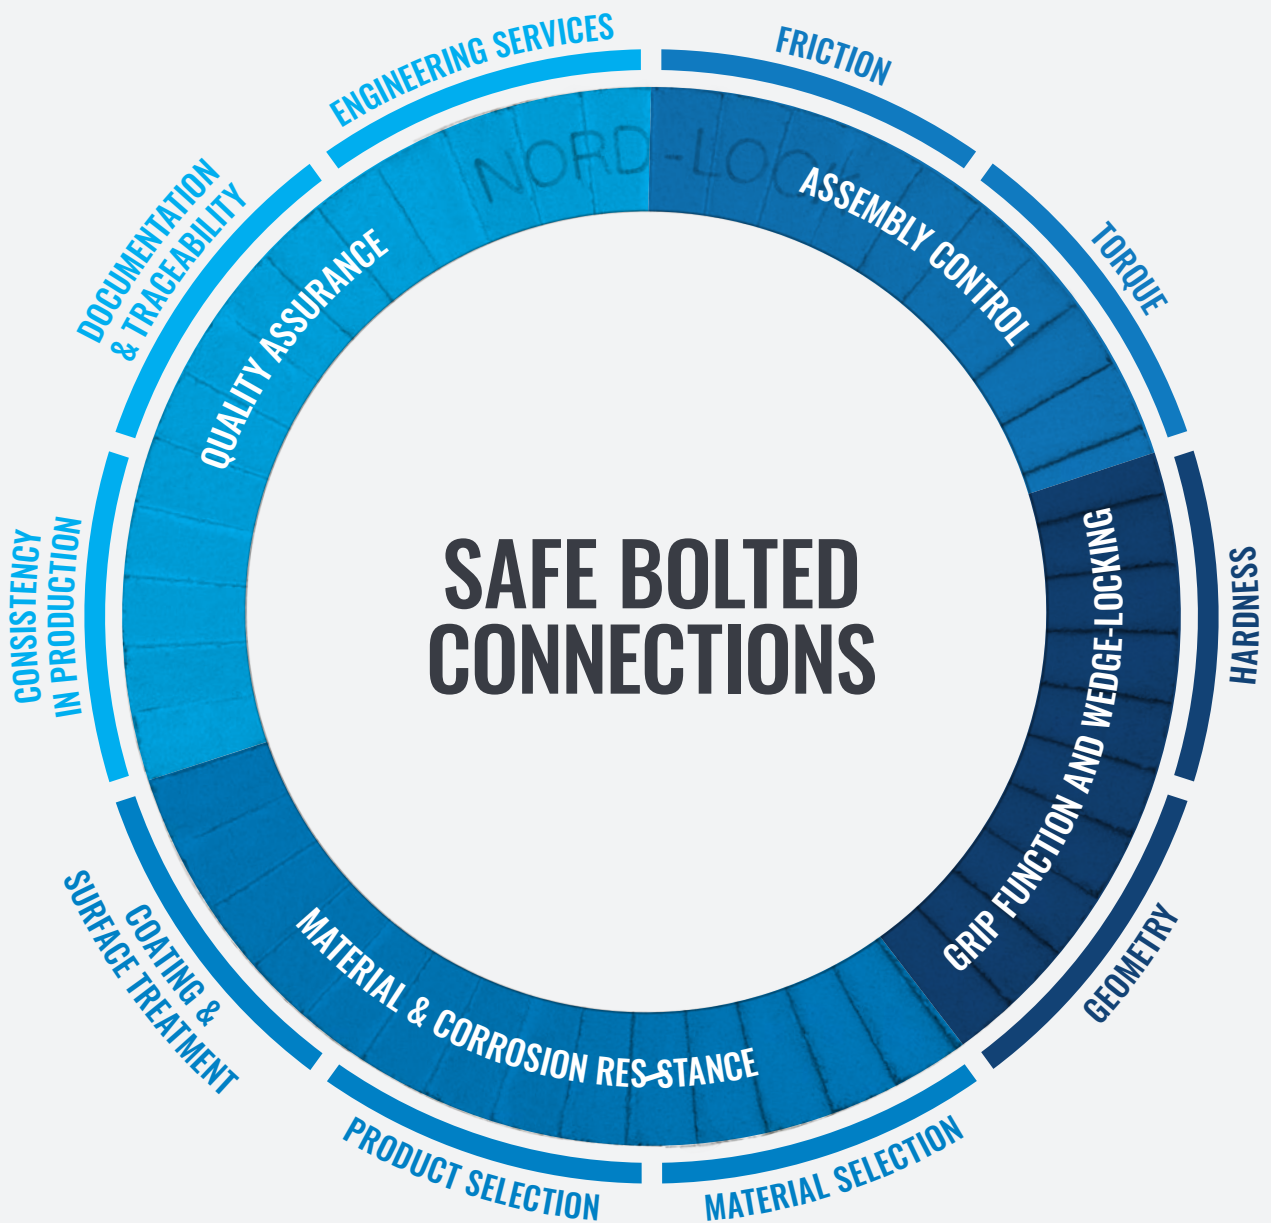 ENGINEERING SERVICES
FRICTION
TORQUE
HARDNESS
GEOMETRY
MATERIAL SELECTION
PRODUCT SELECTION
COATING &
SURFACE TREATMENT
CONSISTENCY
IN PRODUCTION
DOCUMENTATION
& TRACEABILITY
NORD-LOCK
ASSEMBLY CONTROL
GRIP FUNCTION AND WEDGE-LOCKING
MATERIAL & CORROSION RESISTANCE
QUALITY ASSURANCE
SAFE BOLTED
CONNECTIONS